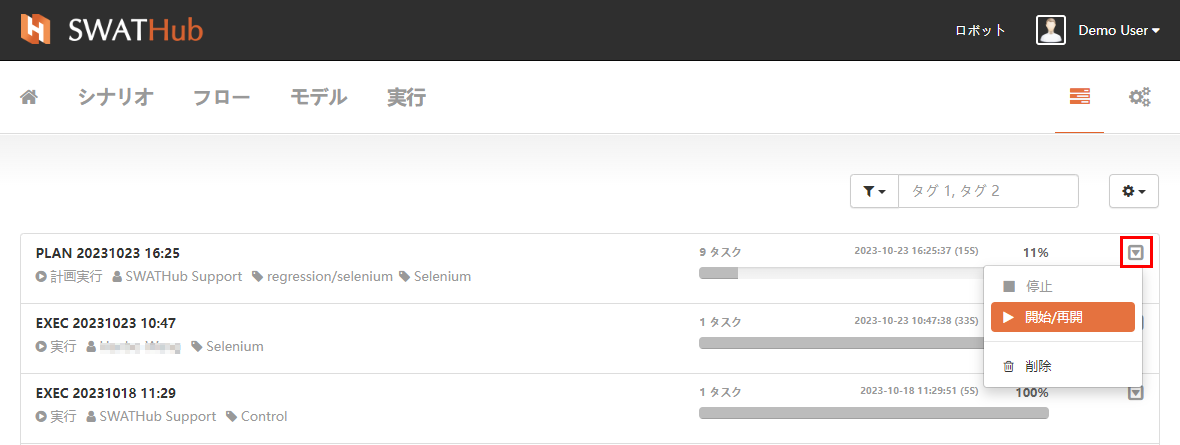 SWATHub
ロボット
Demo User
シナリオ フロー モデル 実行
タグ 1, タグ 2
PLAN 20231023 16:25
計画実行 SWATHub Support regression/selenium Selenium
9 タスク 2023-10-23 16:25:37 (15S) 11%
停止
開始/再開
削除
EXEC 20231023 10:47
実行 Selenium
1 タスク 2023-10-23 10:47:38 (33S)
EXEC 20231018 11:29
実行 SWATHub Support Control
1 タスク 2023-10-18 11:29:51 (5S) 100%